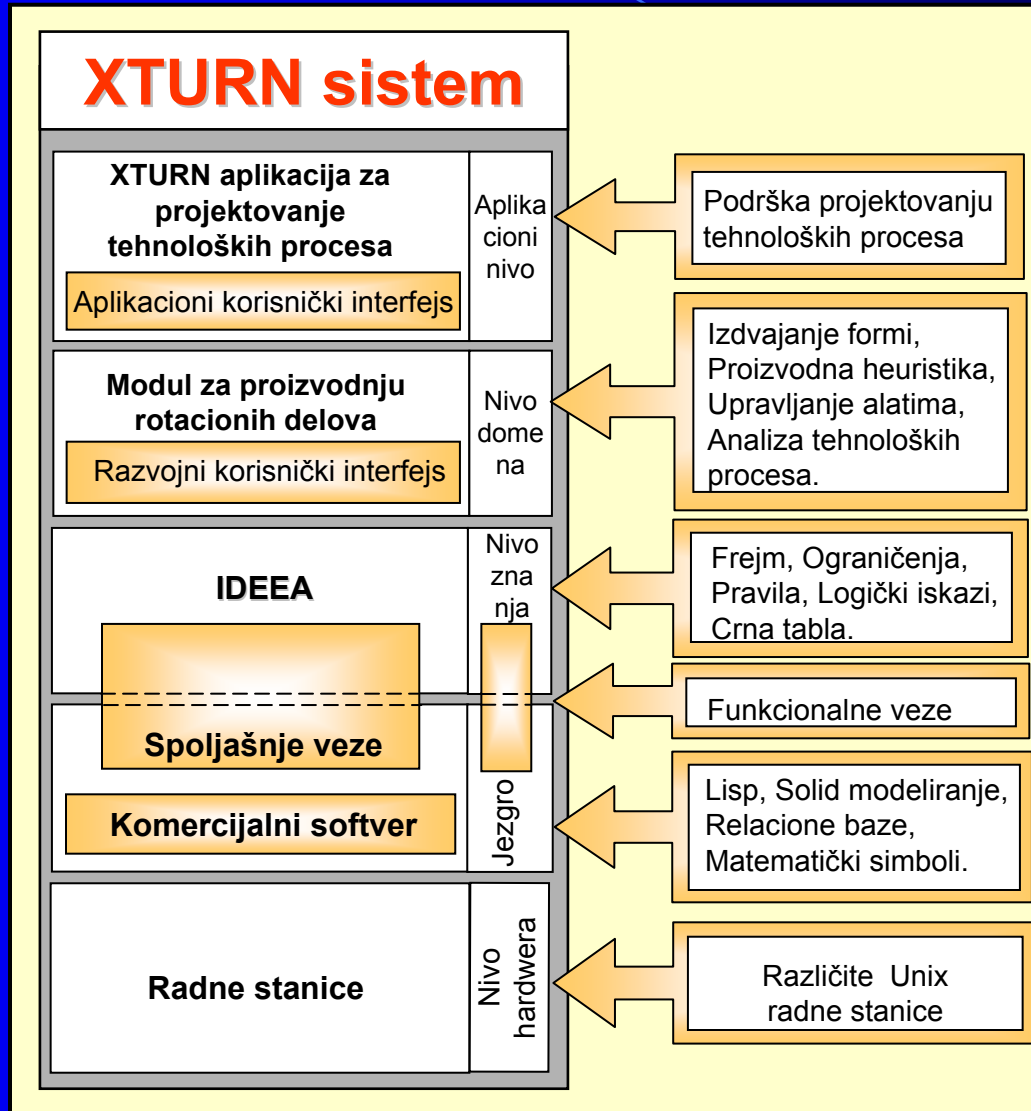 XTURN sistem
XTURN aplikacija za
projektovanje
tehnoloških procesa
Aplikacioni korisnički interfejs
Aplika
cioni
nivo
Podrška projektovanju
tehnoloških procesa
Modul za proizvodnju
rotacionih delova
Razvojni korisnički interfejs
Nivo
dome
na
Izdvajanje formi,
Proizvodna heuristika,
Upravljanje alatima,
Analiza tehnoloških
procesa.
IDEEA
Nivo
zna
nja
Frejm, Ograničenja,
Pravila, Logički iskazi,
Crna tabla.
Funkcionalne veze
Spoljašnje veze
Komercijalni softver
Jezgro
Lisp, Solid modeliranje,
Relacione baze,
Matematički simboli.
Radne stanice
Nivo
hardwera
Različite Unix
radne stanice